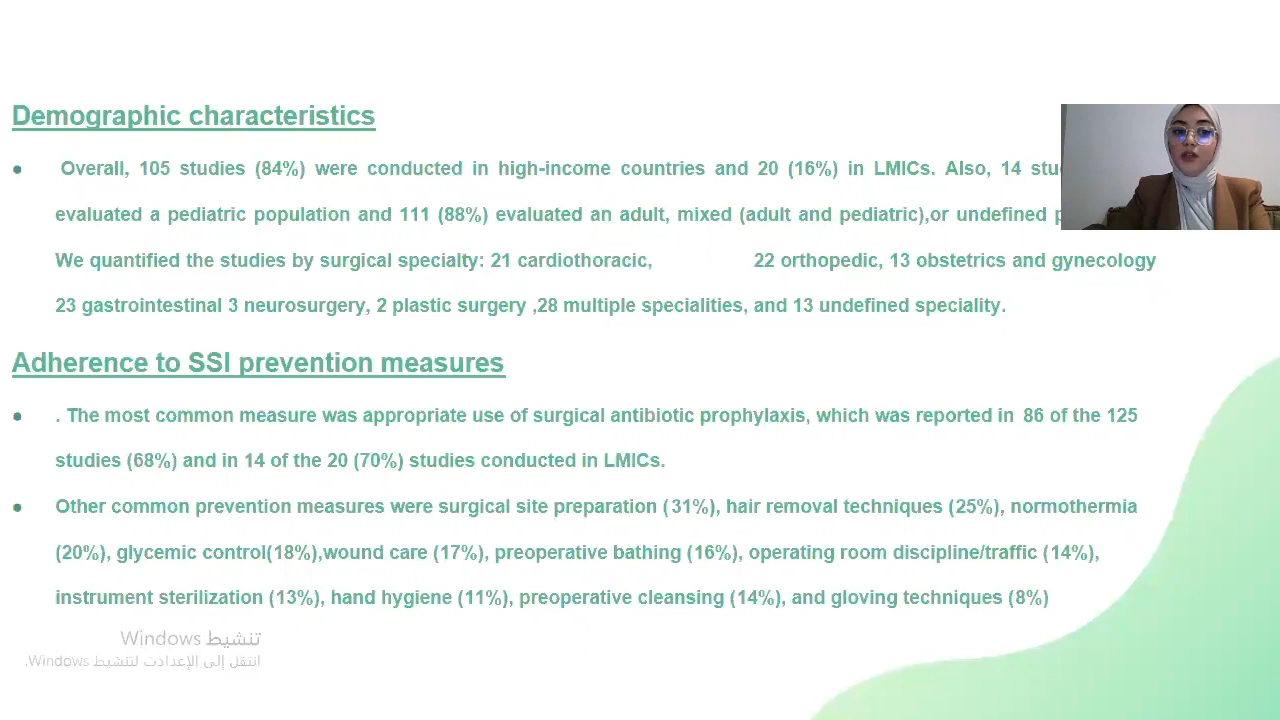 Demographic characteristics
● Overall, 105 studies (84%) were conducted in high-income countries and 20 (16%) in LMICs. Also, 14
evaluated a pediatric population and 111 (88%) evaluated an adult, mixed (adult and pediatric),or undefined
We quantified the studies by surgical specialty: 21 cardiothoracic, 22 orthopedic, 13 obstetrics and gynecology
23 gastrointestinal 3 neurosurgery, 2 plastic surgery ,28 multiple specialities, and 13 undefined speciality.
Adherence to SSI prevention measures
● . The most common measure was appropriate use of surgical antibiotic prophylaxis, which was reported in 86 of the 125
studies (68%) and in 14 of the 20 (70%) studies conducted in LMICs.
● Other common prevention measures were surgical site preparation (31%), hair removal techniques (25%), normothermia
(20%), glycemic control(18%),wound care (17%), preoperative bathing (16%), operating room discipline/traffic (14%),
instrument sterilization (13%), hand hygiene (11%), preoperative cleansing (14%), and gloving techniques (8%)
تنشيط Windows
انتقل إلى الإعدادت لتنشيط Windows.